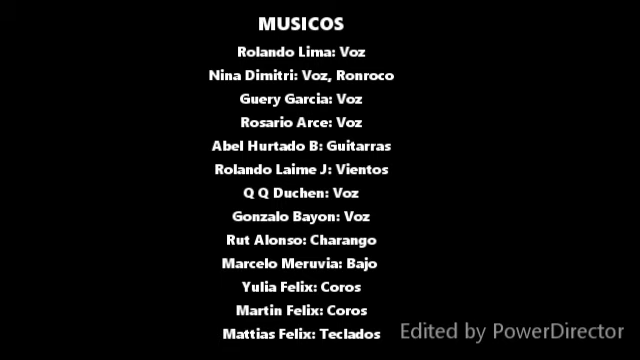 MUSICOS
Rolando Lima: Voz
Nina Dimitri: Voz, Ronroco
Guery Garcia: Voz
Rosario Arce: Voz
Abel Hurtado B: Guitarras
Rolando Laime J: Vientos
Q Q Duchen: Voz
Gonzalo Bayon: Voz
Rut Alonso: Charango
Marcelo Meruvia: Bajo
Yulia Felix: Coros
Martin Felix: Coros
Mattias Felix: Teclados
Edited by PowerDirector